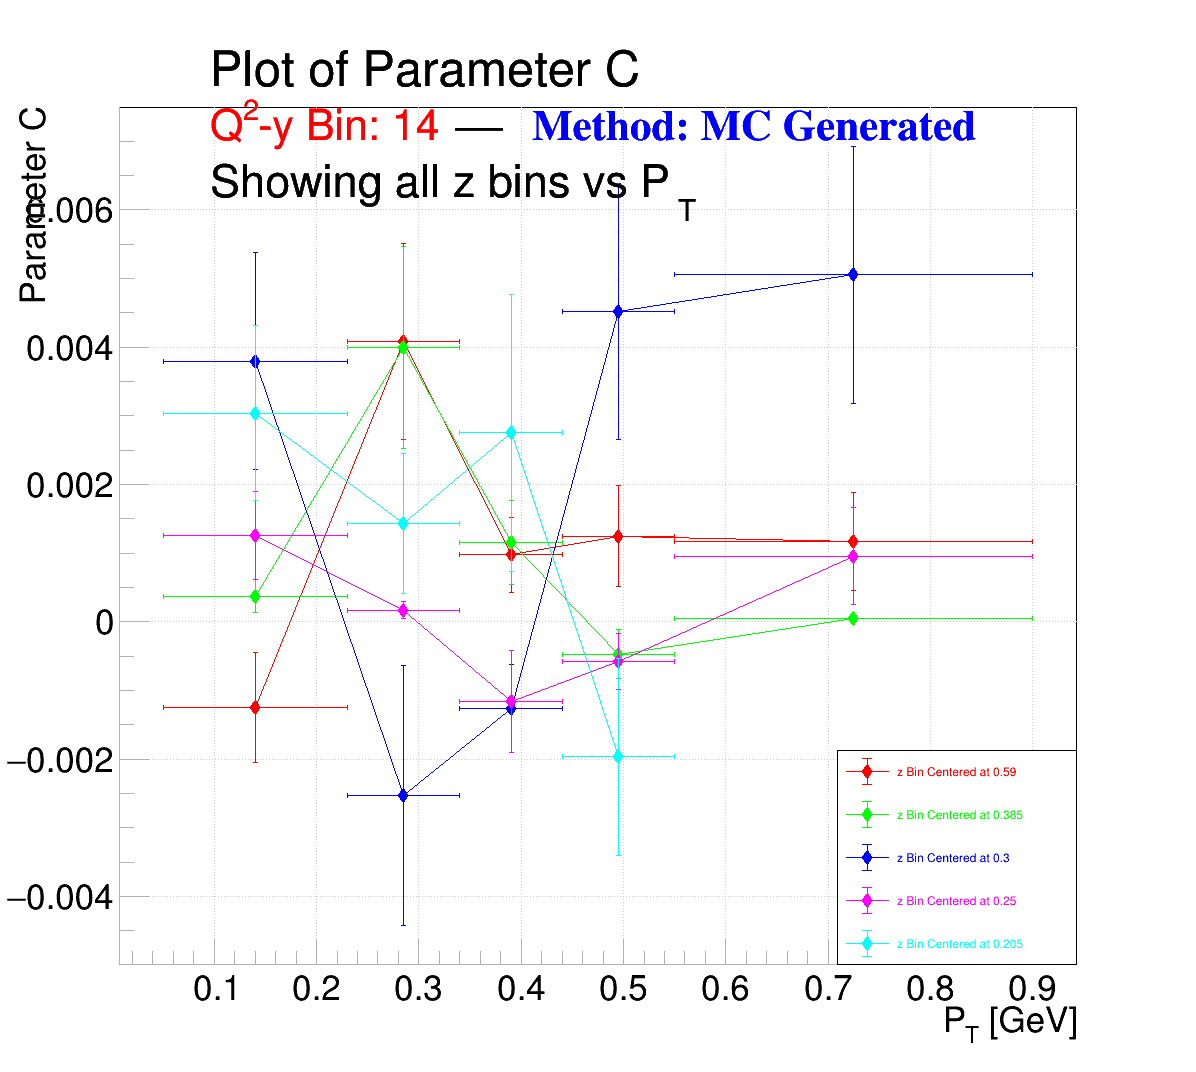 Plot of Parameter C
Q²-y Bin: 14 — Method: MC Generated
Showing all z bins vs P_T
Parameter C
0.006
0.004
0.002
0
−0.002
−0.004
z Bin Centered at 0.59
z Bin Centered at 0.385
z Bin Centered at 0.3
z Bin Centered at 0.25
z Bin Centered at 0.205
0.1 0.2 0.3 0.4 0.5 0.6 0.7 0.8 0.9
P_T [GeV]